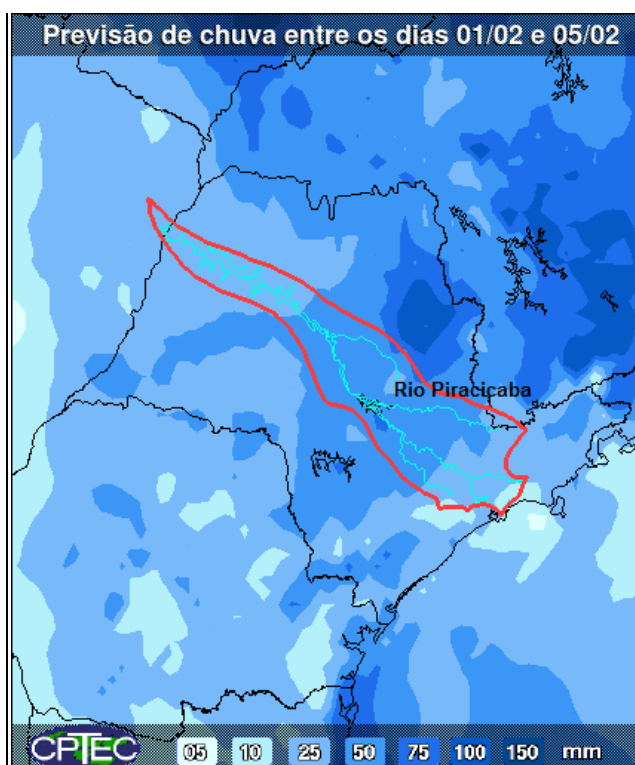 Previsão de chuva entre os dias 01/02 e 05/02
Rio Piracicaba
CPTEC 05 10 25 50 75 100 150 mm